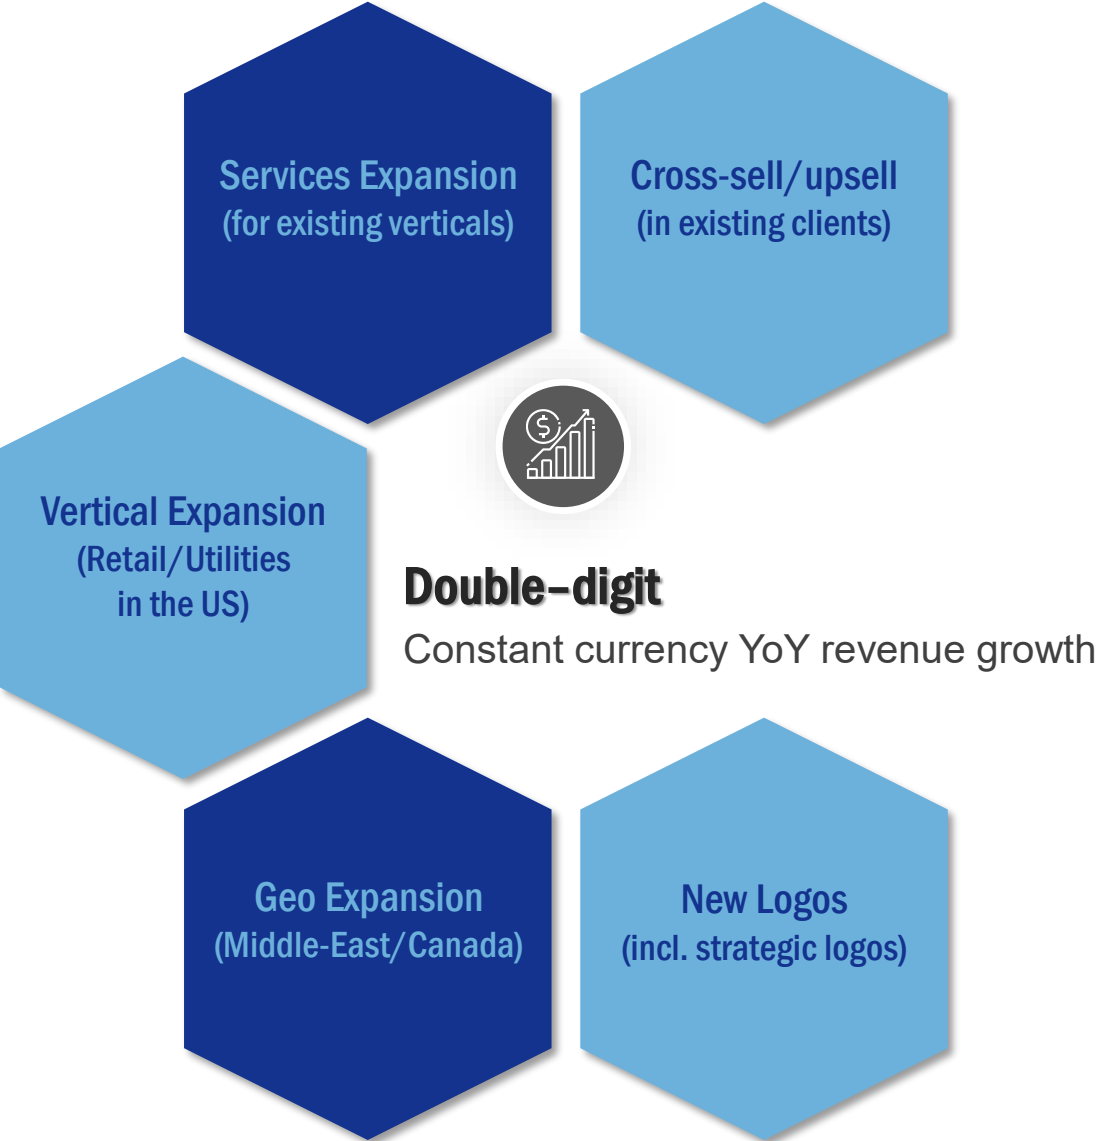 Services Expansion
(for existing verticals)
Cross-sell/upsell
(in existing clients)
Vertical Expansion
(Retail/Utilities
in the US)
$
Double–digit
Constant currency YoY revenue growth
Geo Expansion
(Middle-East/Canada)
New Logos
(incl. strategic logos)